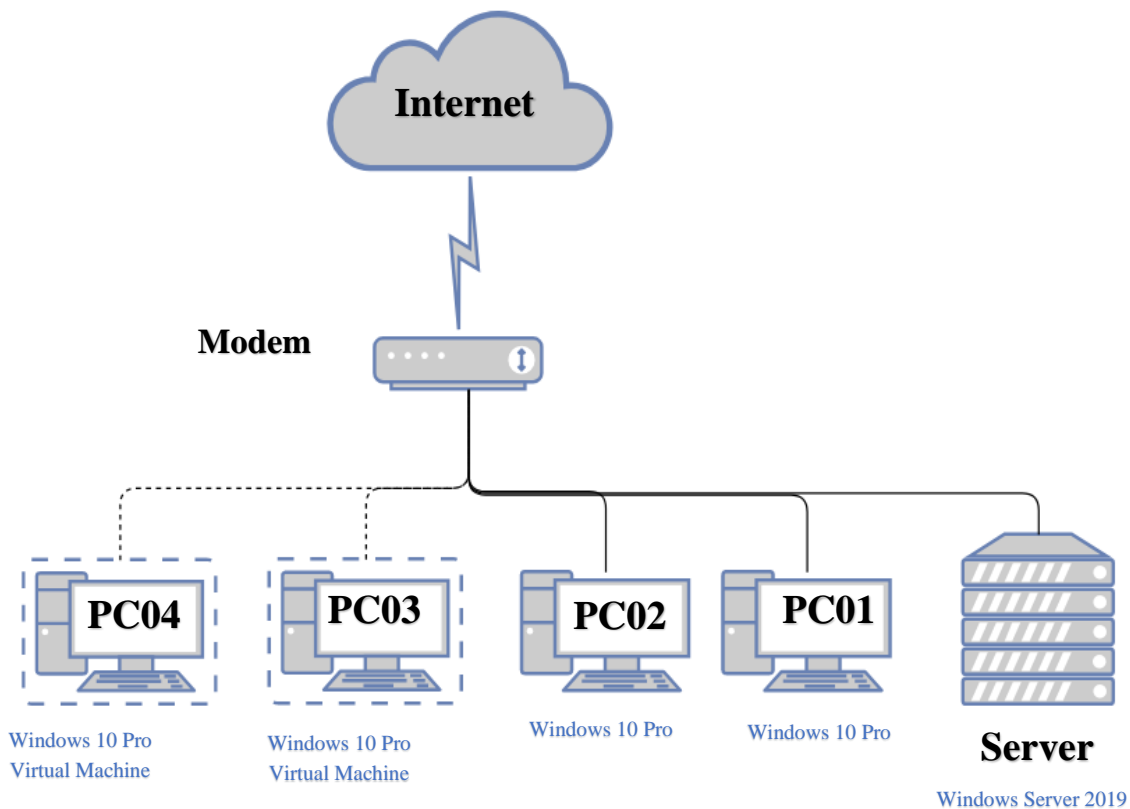 Internet
Modem
PC04
PC03
PC02
PC01
Windows 10 Pro
Virtual Machine
Windows 10 Pro
Virtual Machine
Windows 10 Pro
Windows 10 Pro
Server
Windows Server 2019